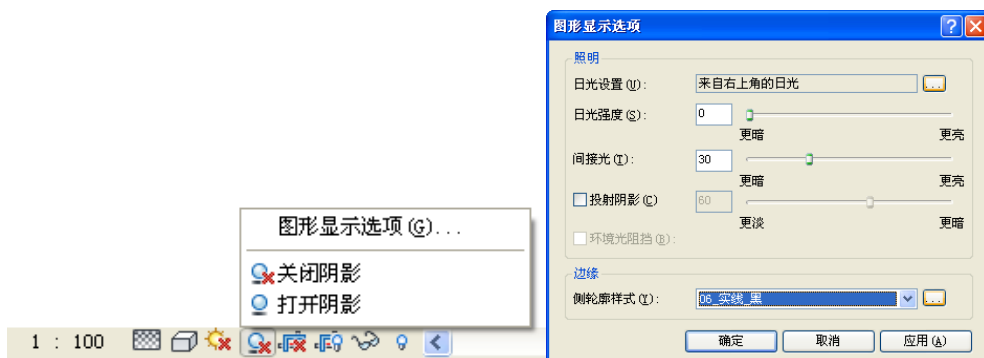 图形显示选项(G)...
关闭阴影
打开阴影
1 : 100
图形显示选项
照明
日光设置(U): 来自右上角的日光 ...
日光强度(S): 0
更暗 更亮
间接光(I): 30
更暗 更亮
投射阴影(C) 60
更淡 更暗
环境光阻挡(B):
边缘
侧轮廓样式(Y): 06_实线_黑 ...
确定 取消 应用(A)